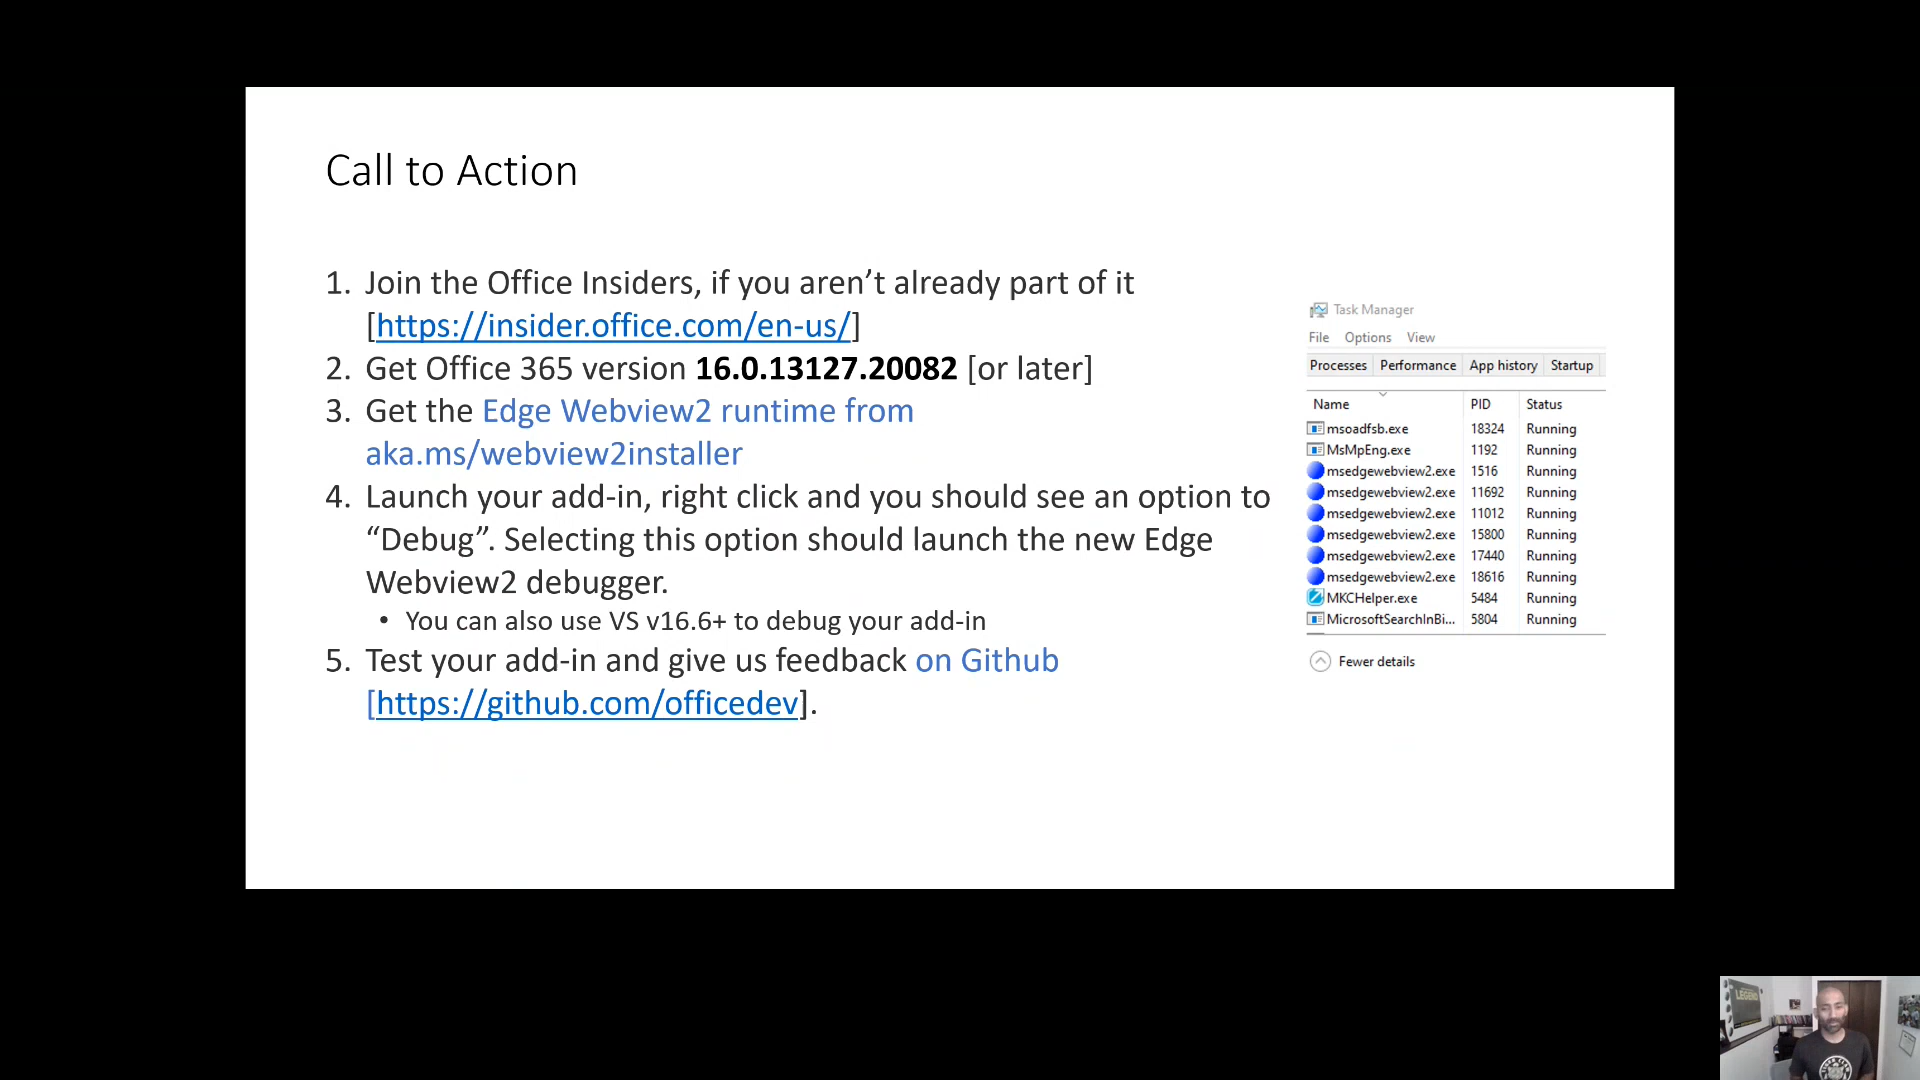 Call to Action
1. Join the Office Insiders, if you aren’t already part of it
[https://insider.office.com/en-us/]
2. Get Office 365 version 16.0.13127.20082 [or later]
3. Get the Edge Webview2 runtime from
aka.ms/webview2installer
4. Launch your add-in, right click and you should see an option to
“Debug”. Selecting this option should launch the new Edge
Webview2 debugger.
• You can also use VS v16.6+ to debug your add-in
5. Test your add-in and give us feedback on Github
[https://github.com/officedev].
Task Manager
File Options View
Processes Performance App history Startup
Name PID Status
msoadfsb.exe 18324 Running
MsMpEng.exe 1192 Running
msedgewebview2.exe 1516 Running
msedgewebview2.exe 11692 Running
msedgewebview2.exe 11012 Running
msedgewebview2.exe 15800 Running
msedgewebview2.exe 17440 Running
msedgewebview2.exe 18616 Running
MKCHelper.exe 5484 Running
MicrosoftSearchInBi... 5804 Running
Fewer details
LEGEND